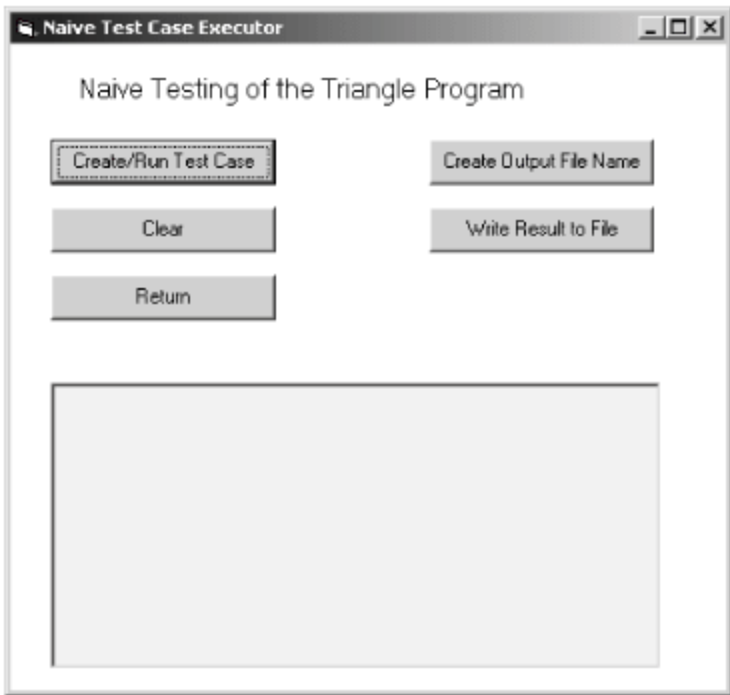 Naive Test Case Executor
Naive Testing of the Triangle Program
Create/Run Test Case
Create Output File Name
Clear
Write Result to File
Return